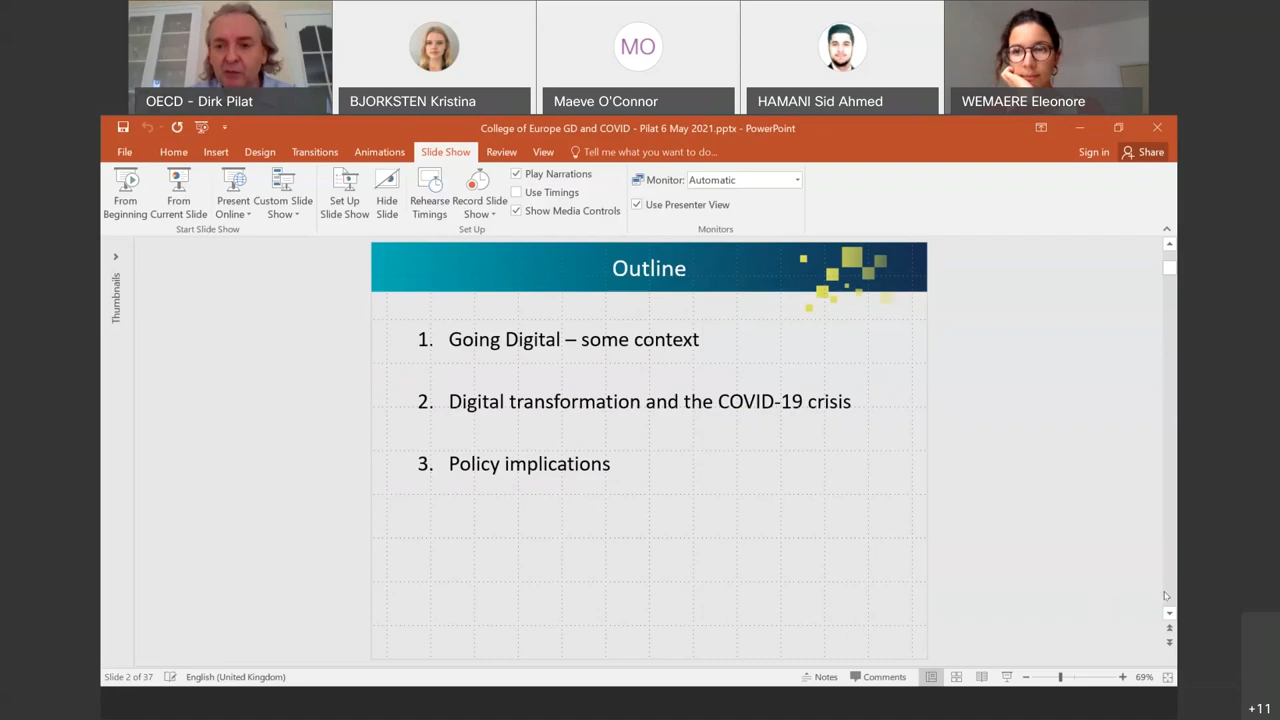 OECD - Dirk Pilat
BJORKSTEN Kristina
MO
Maeve O'Connor
HAMANI Sid Ahmed
WEMAERE Eleonore
College of Europe GD and COVID - Pilat 6 May 2021.pptx - PowerPoint
File Home Insert Design Transitions Animations Slide Show Review View Tell me what you want to do...
Sign in Share
From Beginning
From Current Slide
Present Online
Custom Slide Show
Start Slide Show
Set Up Slide Show
Hide Slide
Rehearse Timings
Record Slide Show
Play Narrations
Use Timings
Show Media Controls
Set Up
Monitor: Automatic
Use Presenter View
Monitors
Thumbnails
Outline
1. Going Digital – some context
2. Digital transformation and the COVID-19 crisis
3. Policy implications
Slide 2 of 37 English (United Kingdom) Notes Comments 69%
+11